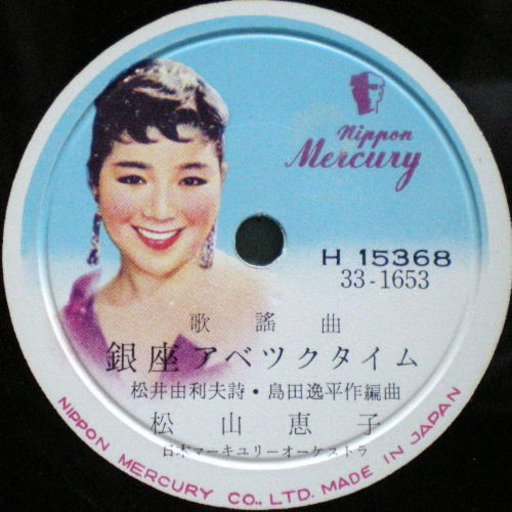 Nippon
Mercury
H 15368
33-1653
歌謡曲
銀座アベツクタイム
松井由利夫詩・島田逸平作編曲
松山恵子
日本マーキユリーオーケストラ
NIPPON MERCURY CO., LTD. MADE IN JAPAN